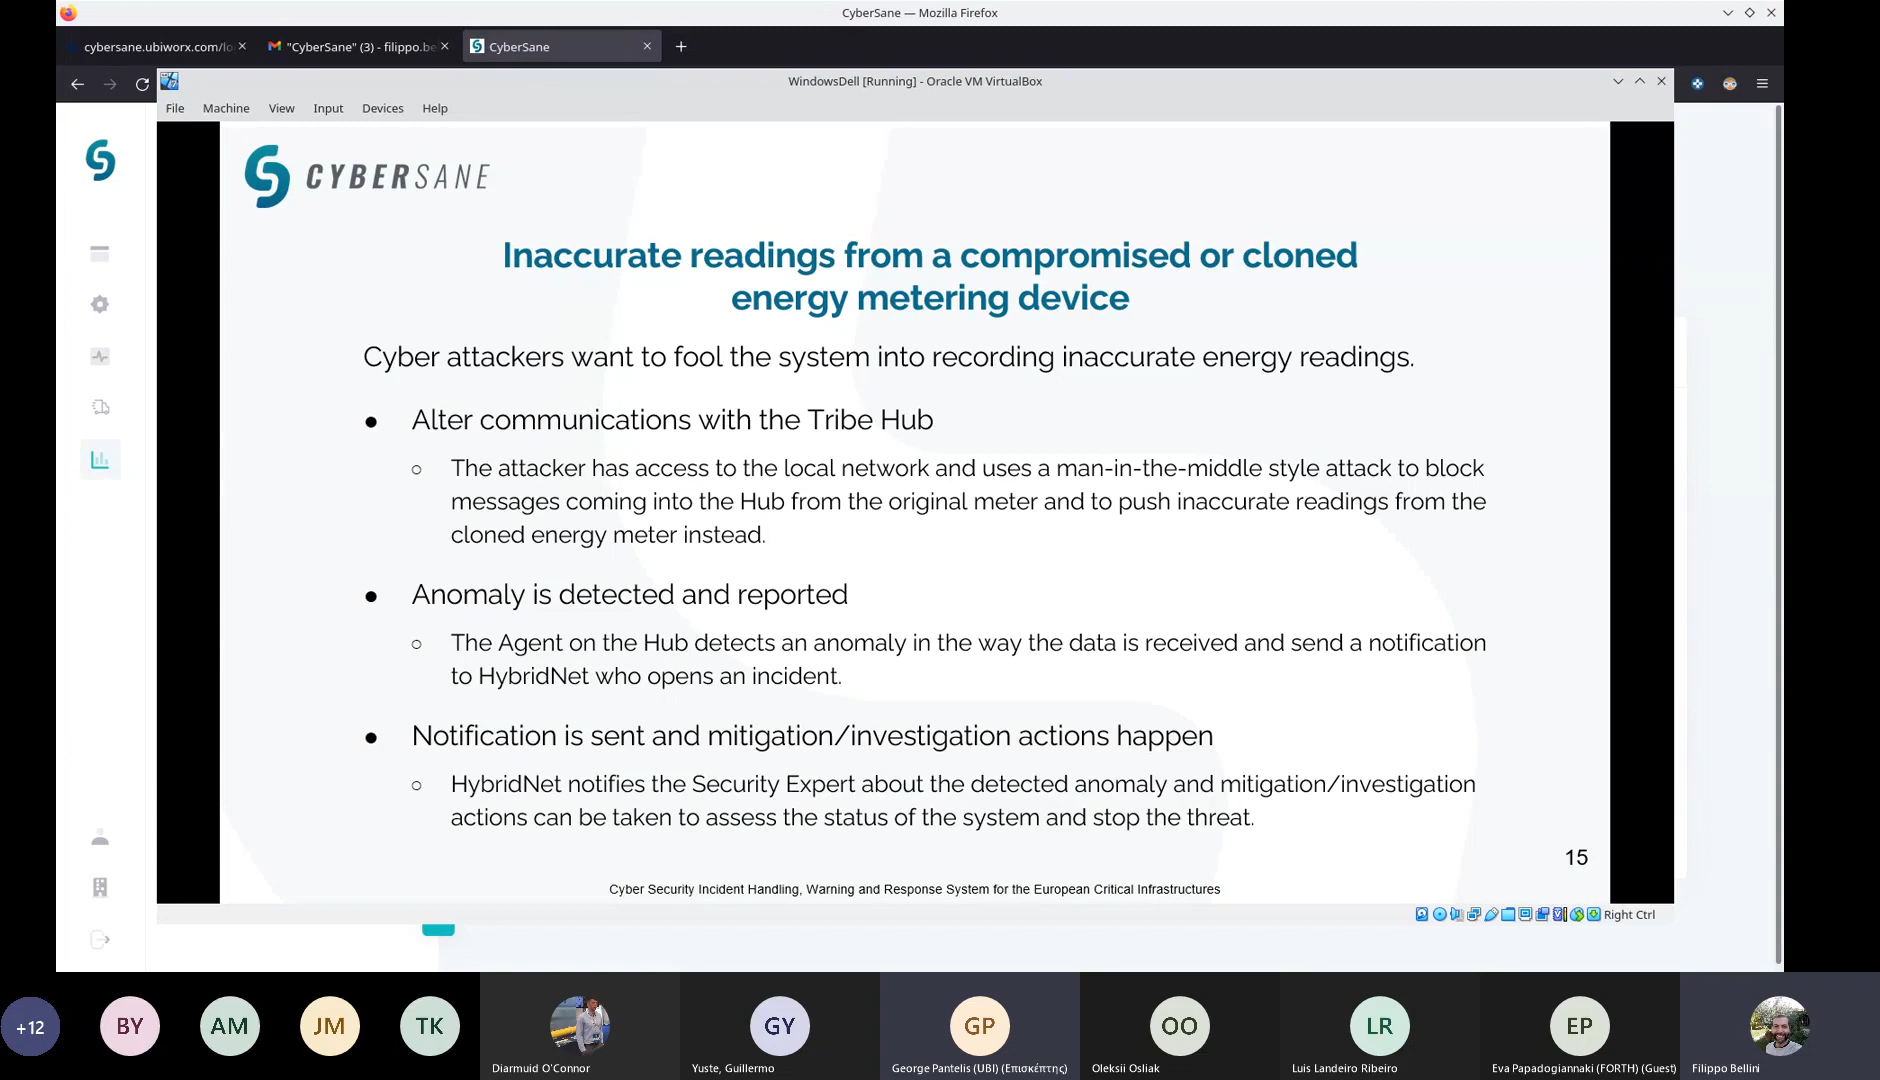 CyberSane — Mozilla Firefox
cybersane.ubiworx.com/lo
"CyberSane" (3) - filippo.be
CyberSane
WindowsDell [Running] - Oracle VM VirtualBox
File Machine View Input Devices Help
CYBERSANE
Inaccurate readings from a compromised or cloned
energy metering device
Cyber attackers want to fool the system into recording inaccurate energy readings.
● Alter communications with the Tribe Hub
○ The attacker has access to the local network and uses a man-in-the-middle style attack to block
messages coming into the Hub from the original meter and to push inaccurate readings from the
cloned energy meter instead.
● Anomaly is detected and reported
○ The Agent on the Hub detects an anomaly in the way the data is received and send a notification
to HybridNet who opens an incident.
● Notification is sent and mitigation/investigation actions happen
○ HybridNet notifies the Security Expert about the detected anomaly and mitigation/investigation
actions can be taken to assess the status of the system and stop the threat.
15
Cyber Security Incident Handling, Warning and Response System for the European Critical Infrastructures
Right Ctrl
+12 BY AM JM TK GY GP OO LR EP
Diarmuid O'Connor Yuste, Guillermo George Pantelis (UBI) (Επισκέπτης) Oleksii Osliak Luis Landeiro Ribeiro Eva Papadogiannaki (FORTH) (Guest) Filippo Bellini